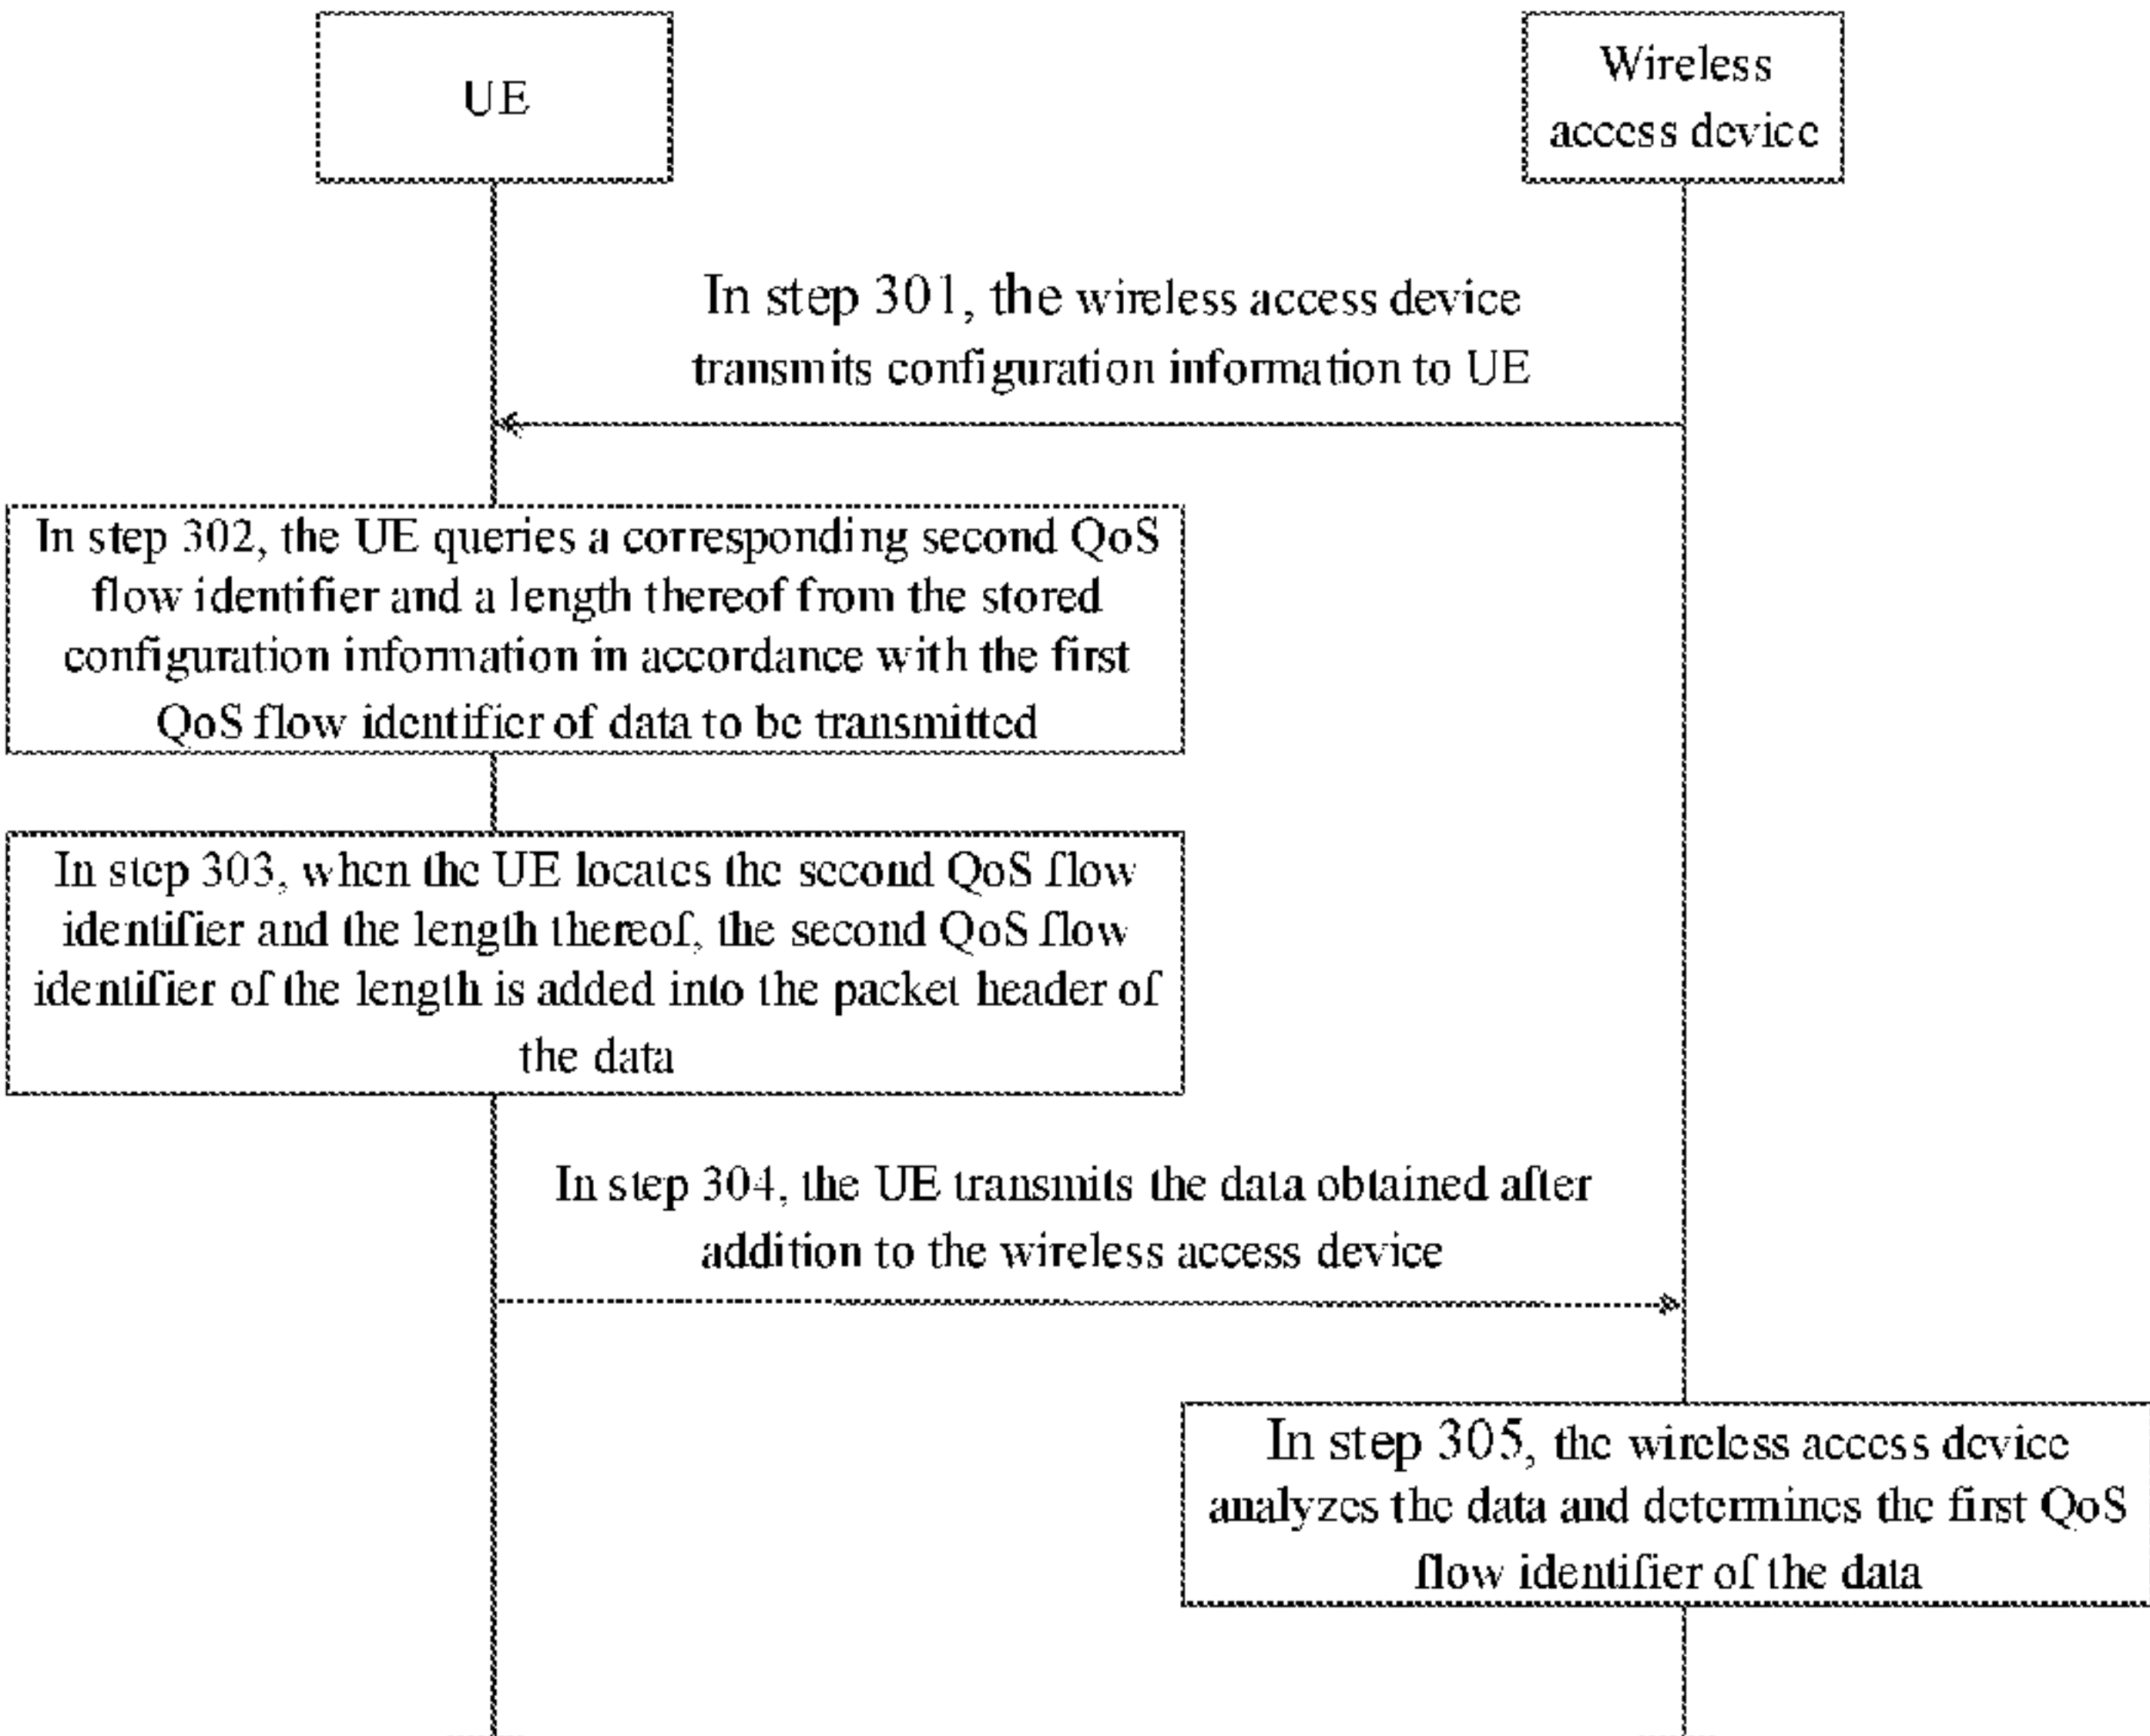 UE
Wireless
access device
In step 301, the wireless access device
transmits configuration information to UE
In step 302, the UE queries a corresponding second QoS
flow identifier and a length thereof from the stored
configuration information in accordance with the first
QoS flow identifier of data to be transmitted
In step 303, when the UE locates the second QoS flow
identifier and the length thereof, the second QoS flow
identifier of the length is added into the packet header of
the data
In step 304, the UE transmits the data obtained after
addition to the wireless access device
In step 305, the wireless access device
analyzes the data and determines the first QoS
flow identifier of the data